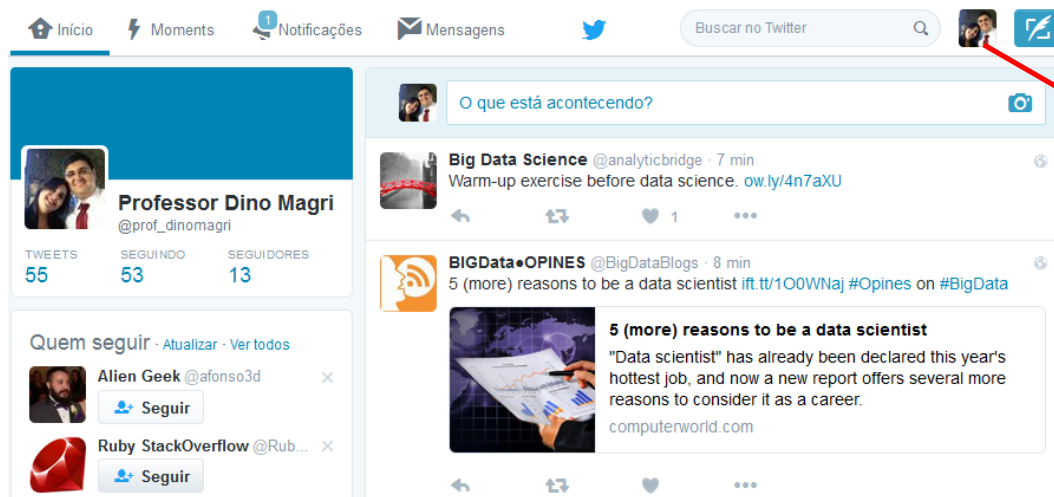 Início
Moments
1
Notificações
Mensagens
Buscar no Twitter
Professor Dino Magri
@prof_dinomagri
TWEETS SEGUINDO SEGUIDORES
55 53 13
Quem seguir · Atualizar · Ver todos
Alien Geek @afonso3d
Seguir
Ruby StackOverflow @Rub...
Seguir
O que está acontecendo?
Big Data Science @analyticbridge · 7 min
Warm-up exercise before data science. ow.ly/4n7aXU
1
BIGData●OPINES @BigDataBlogs · 8 min
5 (more) reasons to be a data scientist ift.tt/1O0WNaj #Opines on #BigData
5 (more) reasons to be a data scientist
"Data scientist" has already been declared this year's
hottest job, and now a new report offers several more
reasons to consider it as a career.
computerworld.com